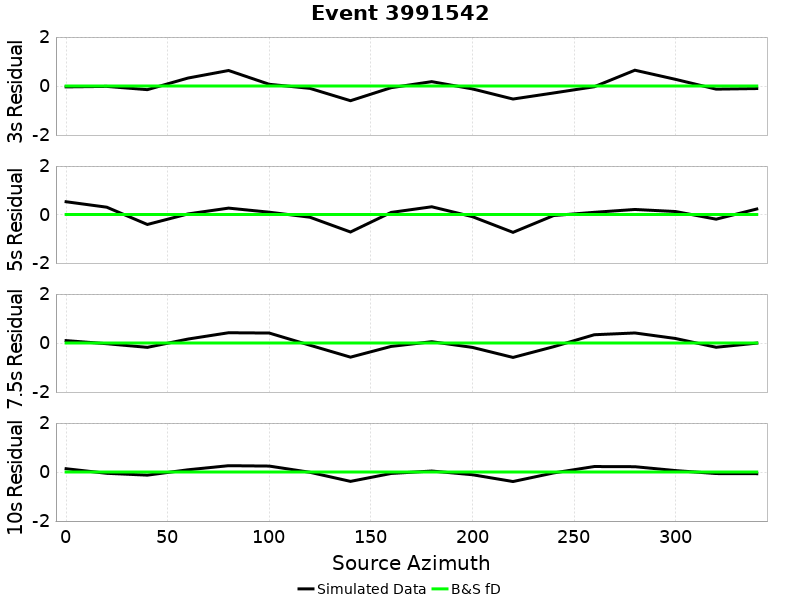 Event 3991542
3s Residual
2
0
-2
5s Residual
2
0
-2
7.5s Residual
2
0
-2
10s Residual
2
0
-2
0 50 100 150 200 250 300
Source Azimuth
Simulated Data B&S fD